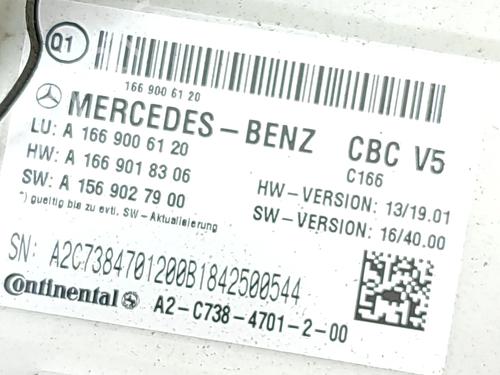 Q1
166 900 61 20
MERCEDES-BENZ CBC V5
C166
LU: A 166 900 61 20
HW: A 166 901 83 06
HW-VERSION: 13/19.01
SW: A 156 902 79 00
SW-VERSION: 16/40.00
*) gueltig bis zu evtl. SW-Aktualisierung
SN: A2C7384701200B1842500544
Continental A2-C738-4701-2-00